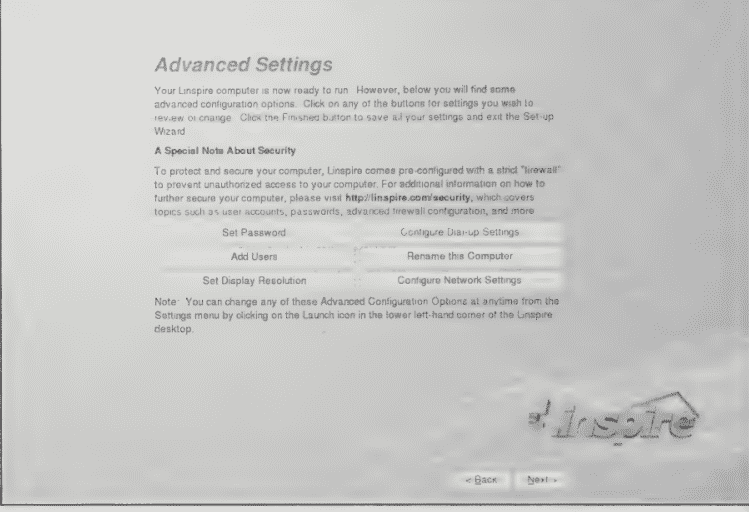 Advanced Settings
Your Linspire computer is now ready to run. However, below you will find some
advanced configuration options. Click on any of the buttons for settings you wish to
review or change. Click the Finished button to save all your settings and exit the Set-up
Wizard
A Special Note About Security
To protect and secure your computer, Linspire comes pre-configured with a strict "firewall"
to prevent unauthorized access to your computer. For additional information on how to
further secure your computer, please visit http://linspire.com/security, which covers
topics such as user accounts, passwords, advanced firewall configuration, and more
Set Password Configure Dial-up Settings
Add Users Rename this Computer
Set Display Resolution Configure Network Settings
Note: You can change any of these Advanced Configuration Options at anytime from the
Settings menu by clicking on the Launch icon in the lower left-hand corner of the Linspire
desktop.
linspire
< Back Next >